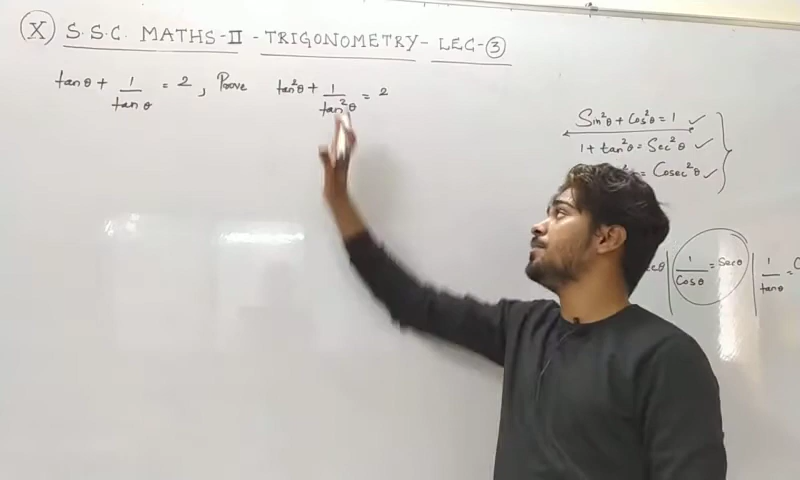 (X) S.S.C. MATHS-II - TRIGONOMETRY- LEC-③
tanθ + 1/tanθ = 2, Prove tan²θ + 1/tan²θ = 2
Sin²θ + Cos²θ = 1 ✓
1 + tan²θ = Sec²θ ✓
= Cosec²θ ✓
1/Cosθ = Secθ | 1/tanθ =